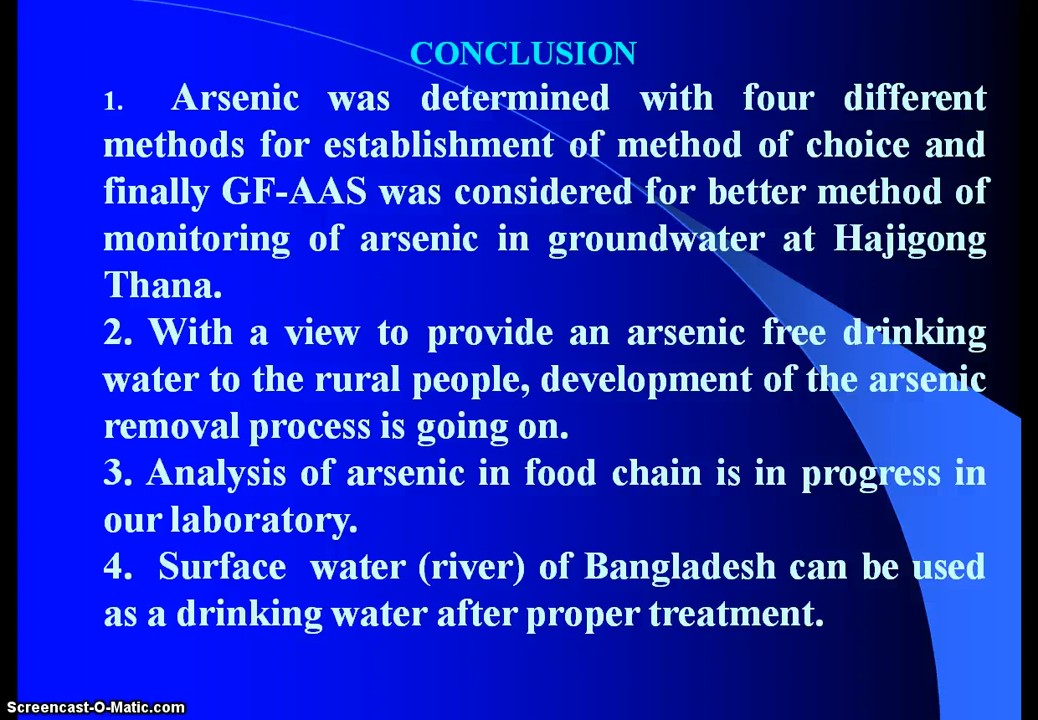 CONCLUSION
1. Arsenic was determined with four different
methods for establishment of method of choice and
finally GF-AAS was considered for better method of
monitoring of arsenic in groundwater at Hajigong
Thana.
2. With a view to provide an arsenic free drinking
water to the rural people, development of the arsenic
removal process is going on.
3. Analysis of arsenic in food chain is in progress in
our laboratory.
4. Surface water (river) of Bangladesh can be used
as a drinking water after proper treatment.
Screencast-O-Matic.com